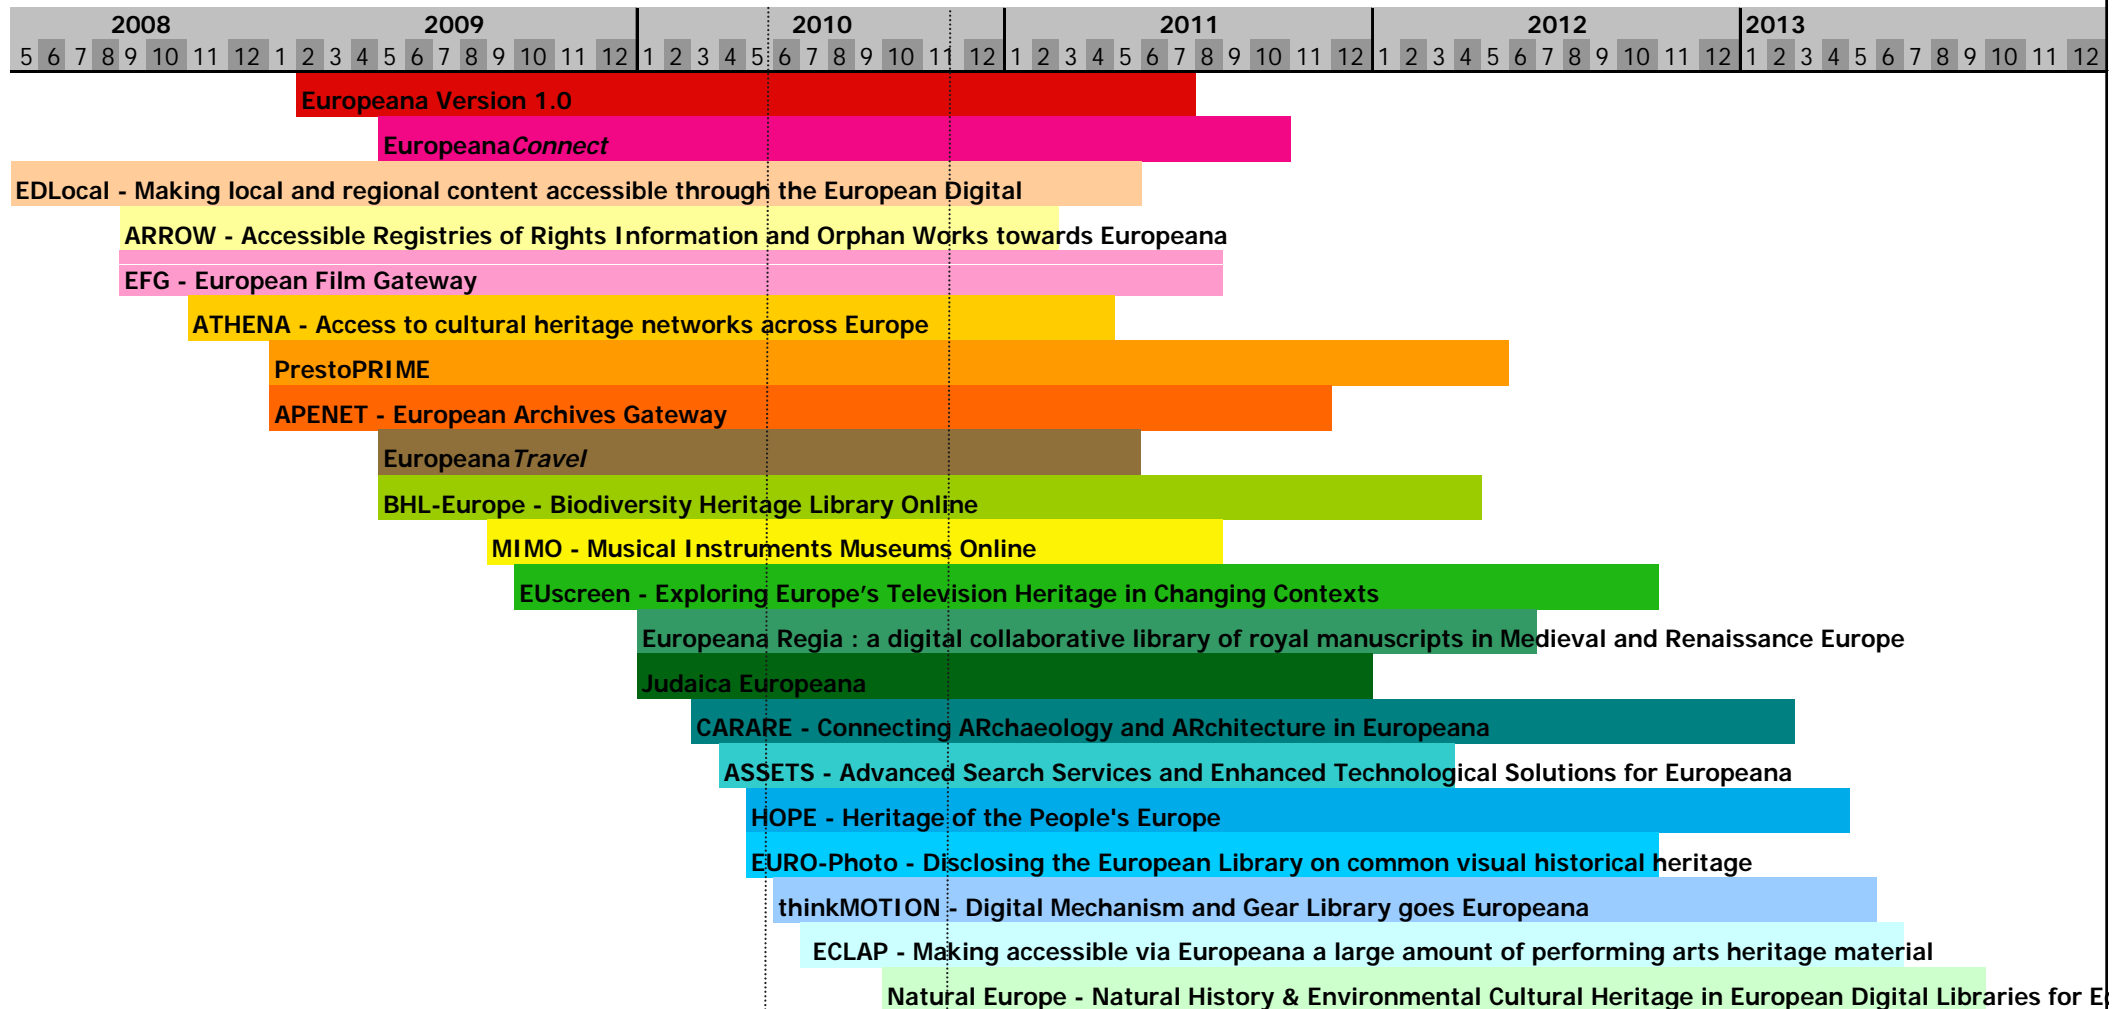 2008 2009 2010 2011 2012 2013
5 6 7 8 9 10 11 12 1 2 3 4 5 6 7 8 9 10 11 12 1 2 3 4 5 6 7 8 9 10 11 12 1 2 3 4 5 6 7 8 9 10 11 12 1 2 3 4 5 6 7 8 9 10 11 12 1 2 3 4 5 6 7 8 9 10 11 12
Europeana Version 1.0
EuropeanaConnect
EDLocal - Making local and regional content accessible through the European Digital
ARROW - Accessible Registries of Rights Information and Orphan Works towards Europeana
EFG - European Film Gateway
ATHENA - Access to cultural heritage networks across Europe
PrestoPRIME
APENET - European Archives Gateway
EuropeanaTravel
BHL-Europe - Biodiversity Heritage Library Online
MIMO - Musical Instruments Museums Online
EUscreen - Exploring Europe’s Television Heritage in Changing Contexts
Europeana Regia : a digital collaborative library of royal manuscripts in Medieval and Renaissance Europe
Judaica Europeana
CARARE - Connecting ARchaeology and ARchitecture in Europeana
ASSETS - Advanced Search Services and Enhanced Technological Solutions for Europeana
HOPE - Heritage of the People's Europe
EURO-Photo - Disclosing the European Library on common visual historical heritage
thinkMOTION - Digital Mechanism and Gear Library goes Europeana
ECLAP - Making accessible via Europeana a large amount of performing arts heritage material
Natural Europe - Natural History & Environmental Cultural Heritage in European Digital Libraries for